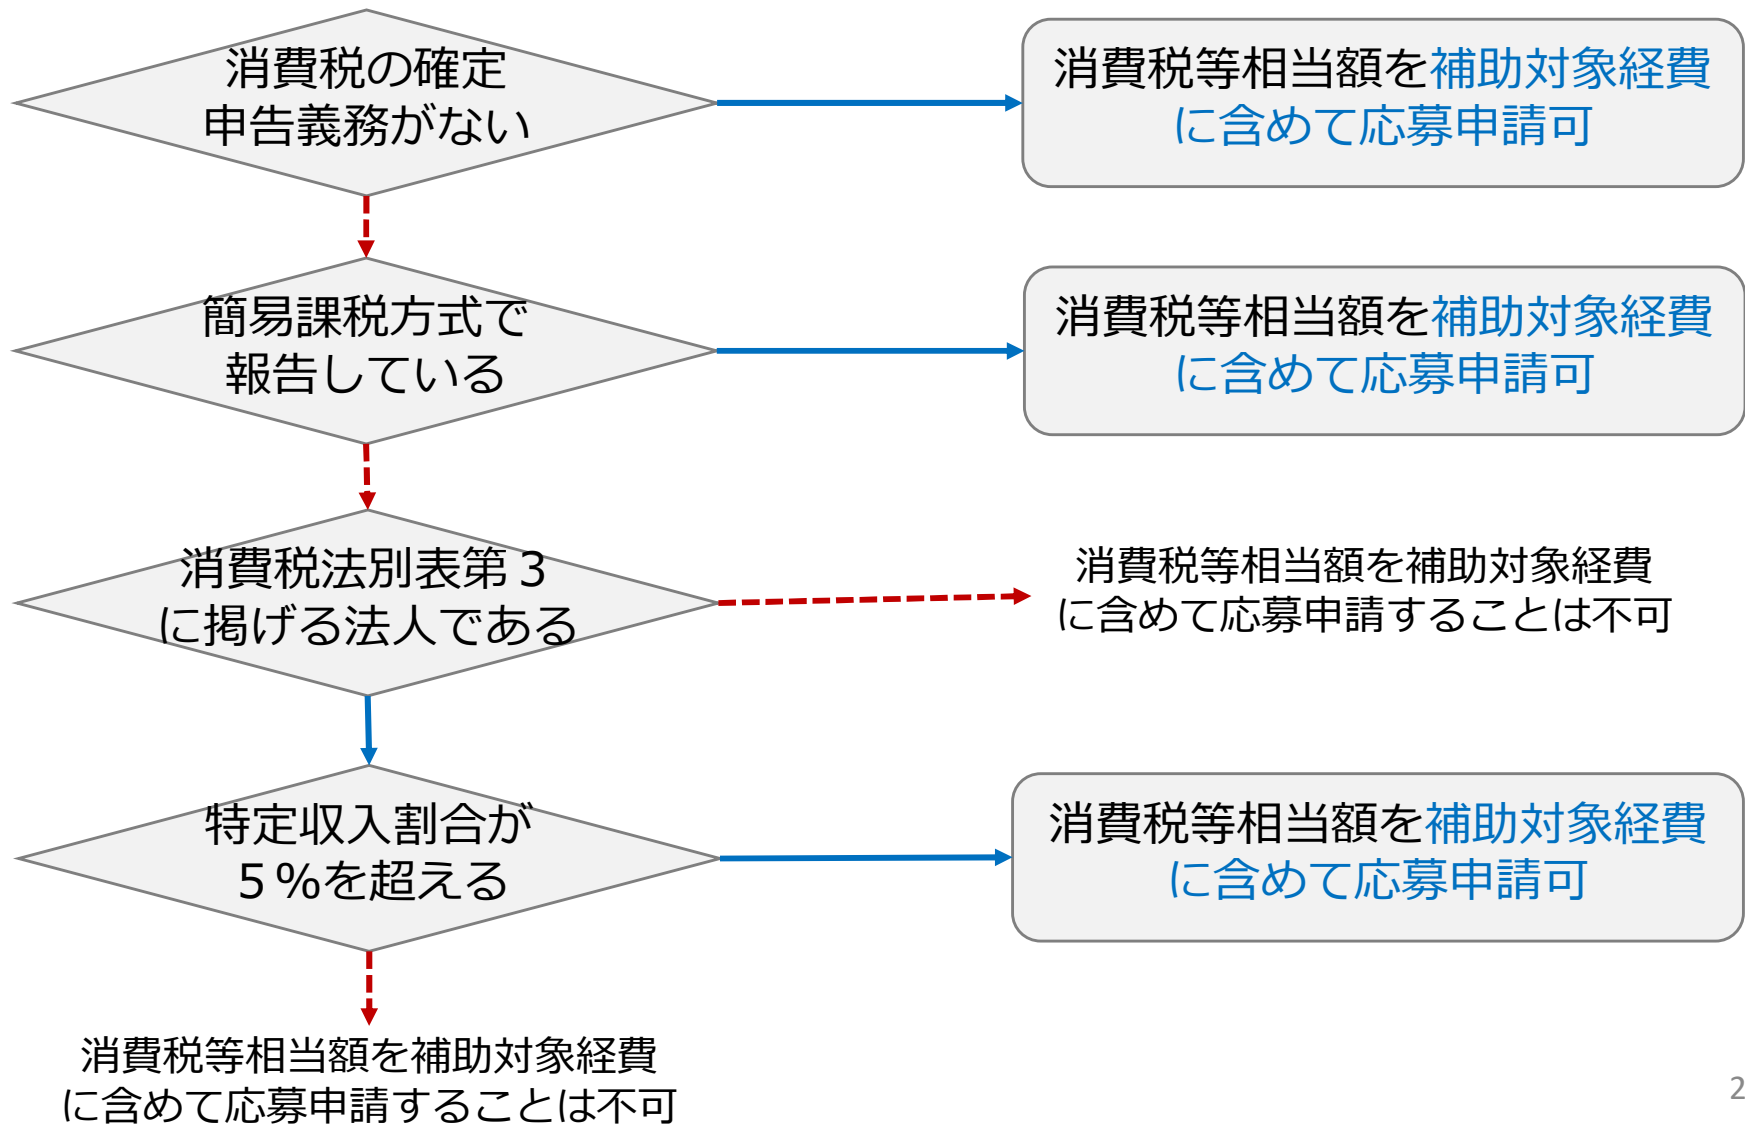 消費税の確定
申告義務がない
消費税等相当額を補助対象経費
に含めて応募申請可
簡易課税方式で
報告している
消費税等相当額を補助対象経費
に含めて応募申請可
消費税法別表第３
に掲げる法人である
消費税等相当額を補助対象経費
に含めて応募申請することは不可
特定収入割合が
５％を超える
消費税等相当額を補助対象経費
に含めて応募申請可
消費税等相当額を補助対象経費
に含めて応募申請することは不可
2